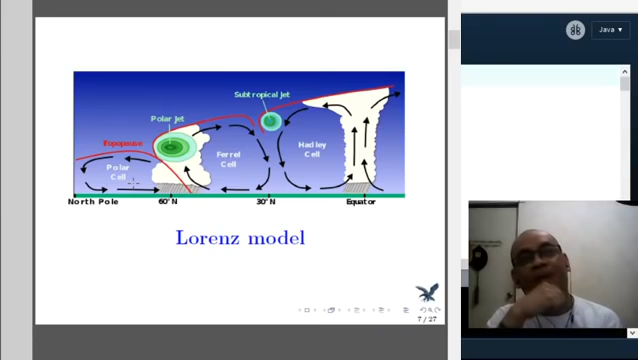 Java
Subtropical Jet
Polar Jet
Tropopause
Polar
Cell
Ferrel
Cell
Hadley
Cell
North Pole
60°N
30°N
Equator
Lorenz model
7 / 27